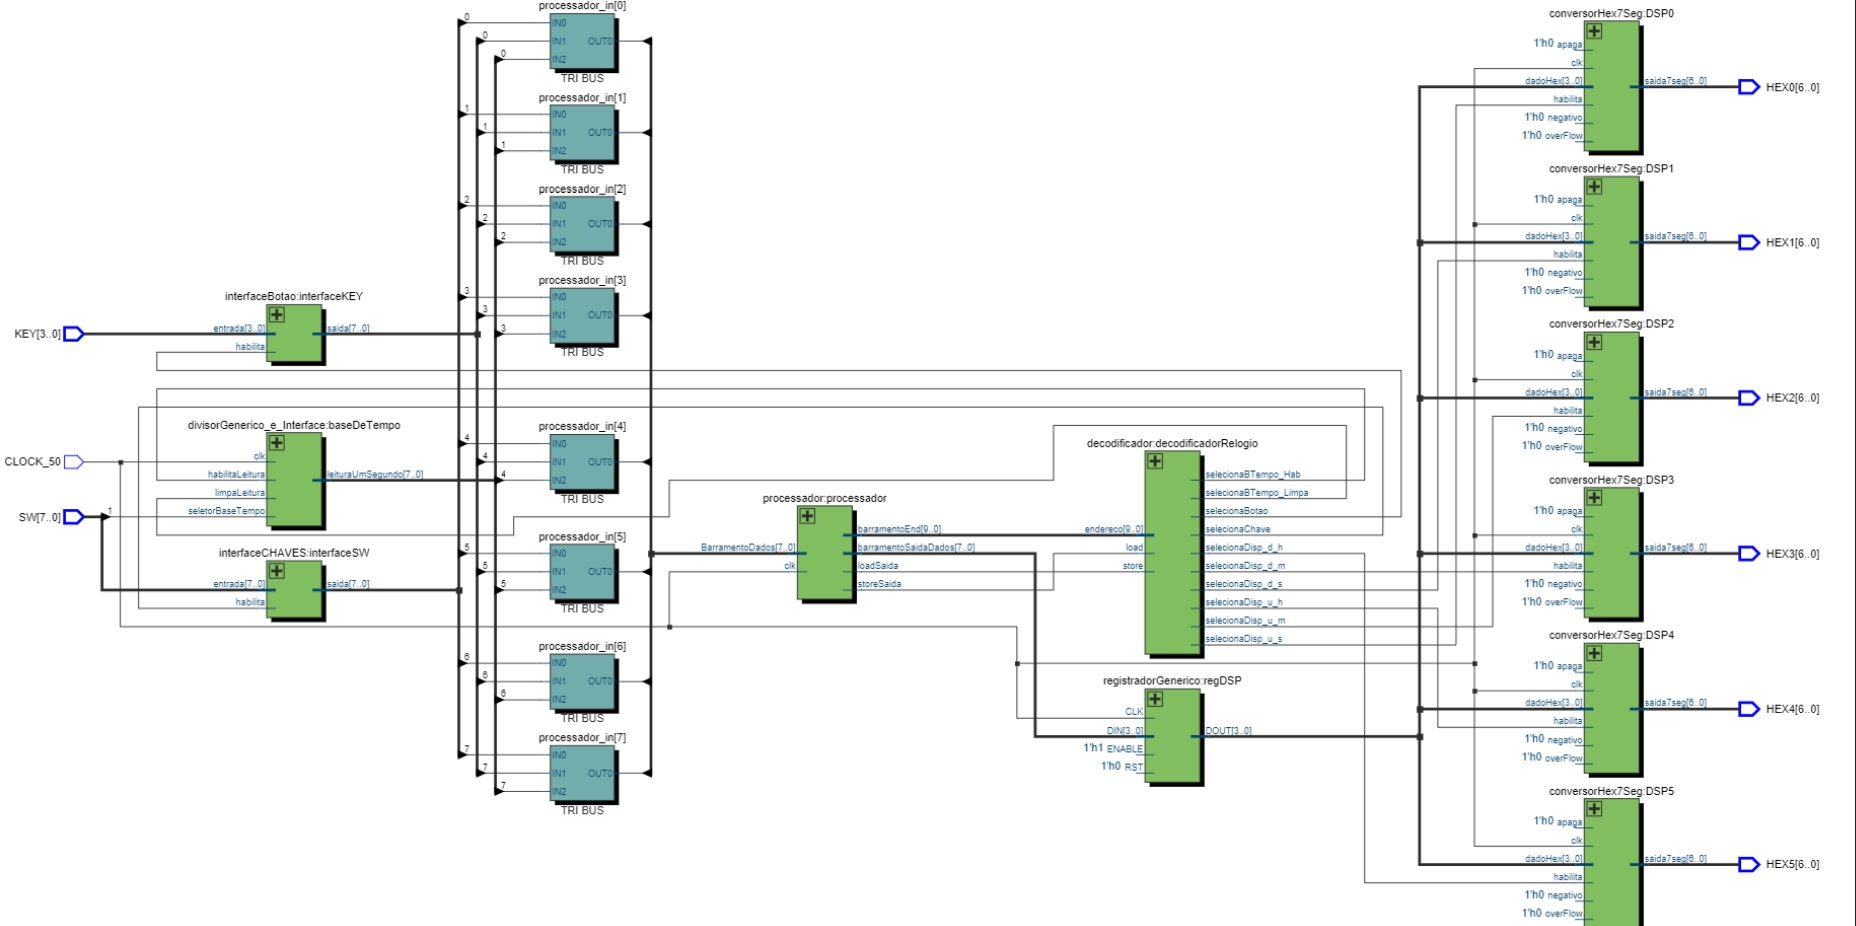 processador_in[0]
0
IN0
0
IN1 OUT0
0
IN2
TRI BUS
processador_in[1]
1
IN0
1
IN1 OUT0
1
IN2
TRI BUS
processador_in[2]
2
IN0
2
IN1 OUT0
2
IN2
TRI BUS
processador_in[3]
3
IN0
3
IN1 OUT0
3
IN2
TRI BUS
interfaceBotao:interfaceKEY
KEY[3..0]
entrada[3..0] saida[7..0]
habilita
processador_in[4]
4
IN0
4
IN1 OUT0
4
IN2
TRI BUS
divisorGenerico_e_Interface:baseDeTempo
CLOCK_50
clk
habilitaLeitura leituraUmSegundo[7..0]
limpaLeitura
SW[7..0]
1
seletorBaseTempo
interfaceCHAVES:interfaceSW
entrada[7..0] saida[7..0]
habilita
processador_in[5]
5
IN0
5
IN1 OUT0
5
IN2
TRI BUS
processador_in[6]
6
IN0
6
IN1 OUT0
6
IN2
TRI BUS
processador_in[7]
7
IN0
7
IN1 OUT0
7
IN2
TRI BUS
processador:processador
barramentoEnd[9..0]
BarramentoDados[7..0] barramentoSaidaDados[7..0]
clk loadSaida
storeSaida
decodificador:decodificadorRelogio
selecionaBTempo_Hab
selecionaBTempo_Limpa
selecionaBotao
endereco[9..0] selecionaChave
load selecionaDisp_d_h
store selecionaDisp_d_m
selecionaDisp_d_s
selecionaDisp_u_h
selecionaDisp_u_m
selecionaDisp_u_s
registradorGenerico:regDSP
CLK
DIN[3..0] DOUT[3..0]
1'h1 ENABLE
1'h0 RST
conversorHex7Seg:DSP0
1'h0 apaga
clk
dadoHex[3..0] saida7seg[6..0] HEX0[6..0]
habilita
1'h0 negativo
1'h0 overFlow
conversorHex7Seg:DSP1
1'h0 apaga
clk
dadoHex[3..0] saida7seg[6..0] HEX1[6..0]
habilita
1'h0 negativo
1'h0 overFlow
conversorHex7Seg:DSP2
1'h0 apaga
clk
dadoHex[3..0] saida7seg[6..0] HEX2[6..0]
habilita
1'h0 negativo
1'h0 overFlow
conversorHex7Seg:DSP3
1'h0 apaga
clk
dadoHex[3..0] saida7seg[6..0] HEX3[6..0]
habilita
1'h0 negativo
1'h0 overFlow
conversorHex7Seg:DSP4
1'h0 apaga
clk
dadoHex[3..0] saida7seg[6..0] HEX4[6..0]
habilita
1'h0 negativo
1'h0 overFlow
conversorHex7Seg:DSP5
1'h0 apaga
clk
dadoHex[3..0] saida7seg[6..0] HEX5[6..0]
habilita
1'h0 negativo
1'h0 overFlow